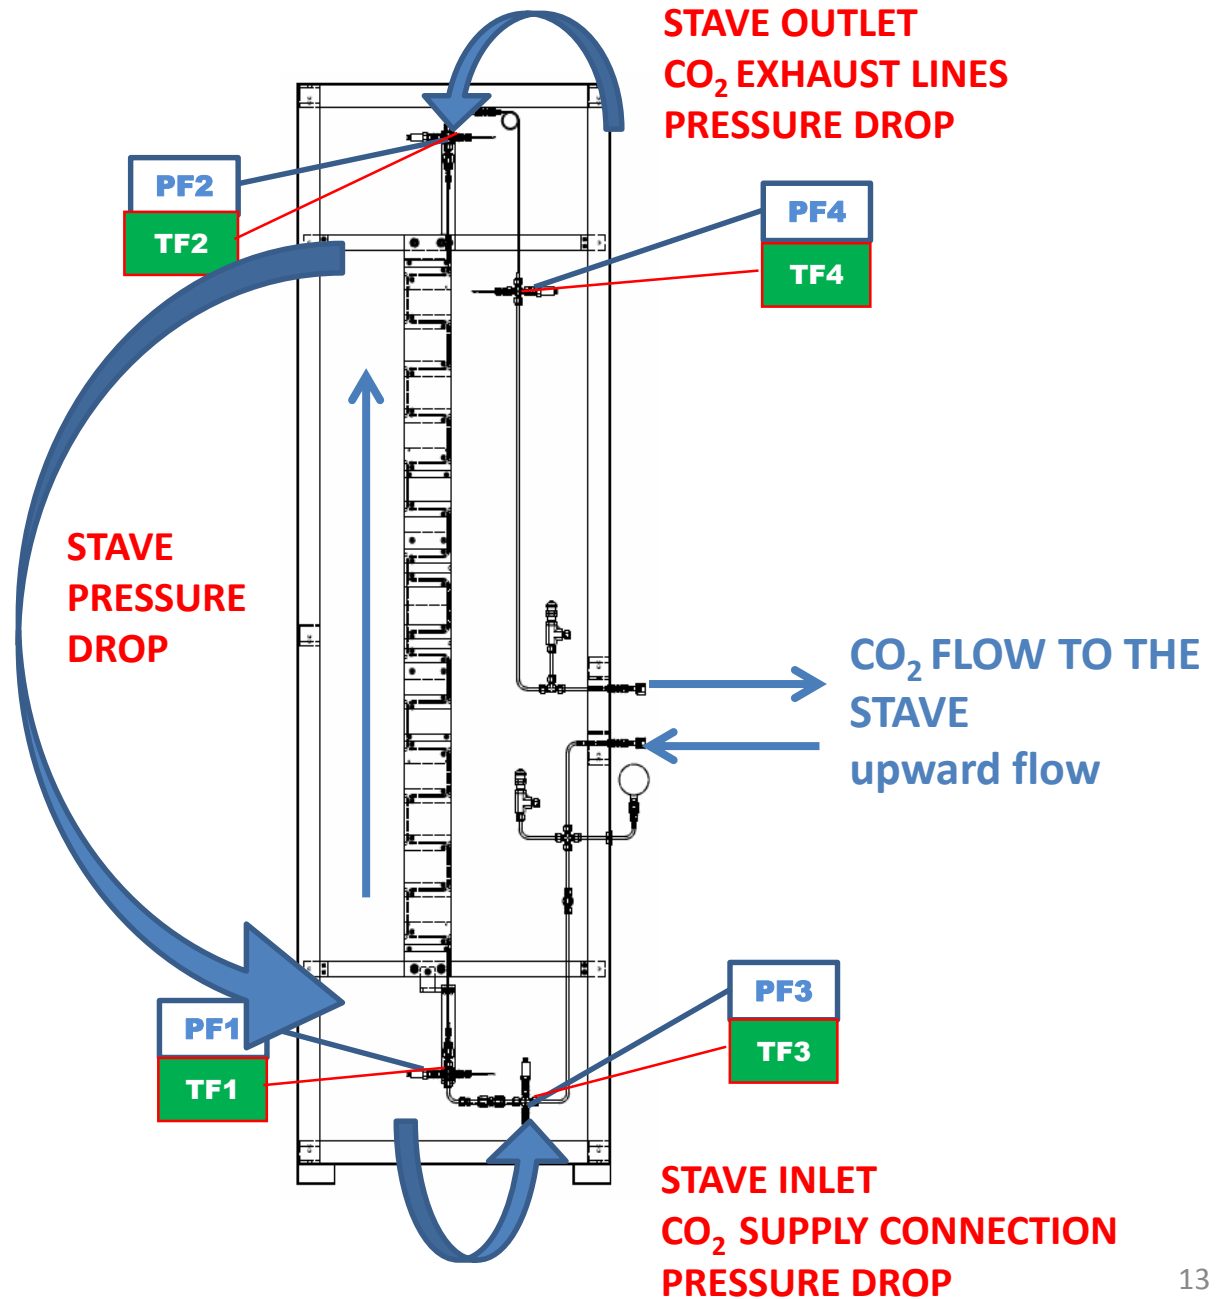 STAVE OUTLET
CO₂ EXHAUST LINES
PRESSURE DROP
PF2
TF2
PF4
TF4
STAVE
PRESSURE
DROP
CO₂ FLOW TO THE
STAVE
upward flow
PF1
TF1
PF3
TF3
STAVE INLET
CO₂ SUPPLY CONNECTION
PRESSURE DROP
13